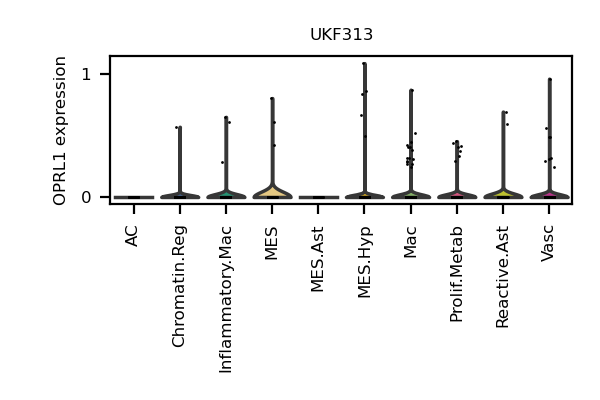 UKF313
OPRL1 expression
1
0
AC
Chromatin.Reg
Inflammatory.Mac
MES
MES.Ast
MES.Hyp
Mac
Prolif.Metab
Reactive.Ast
Vasc